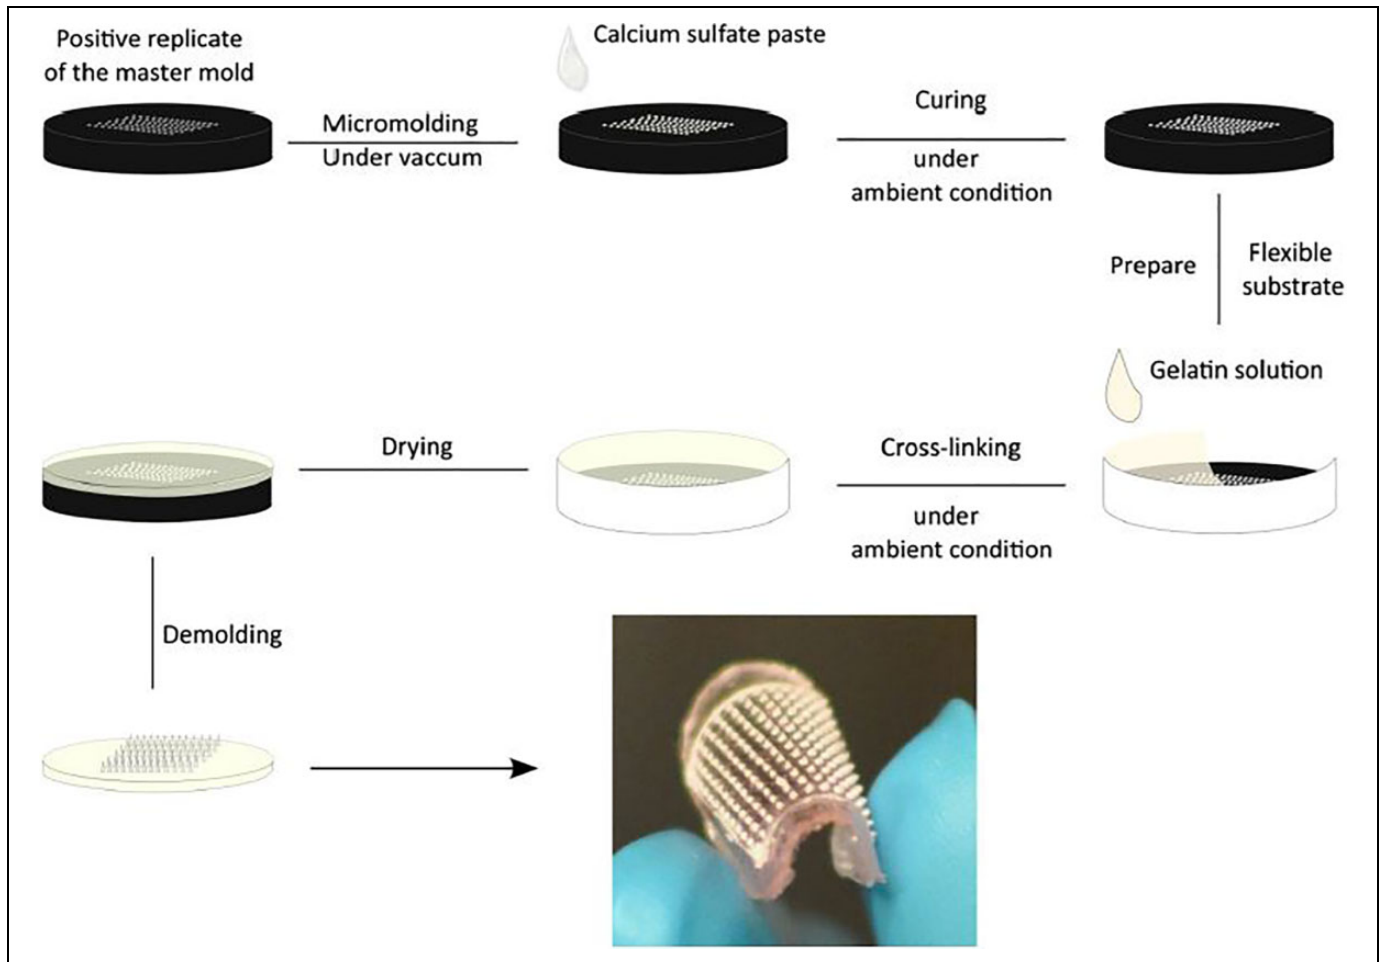 Positive replicate
of the master mold
Micromolding
Under vaccum
Calcium sulfate paste
Curing
under
ambient condition
Prepare
Flexible
substrate
Gelatin solution
Cross-linking
under
ambient condition
Drying
Demolding